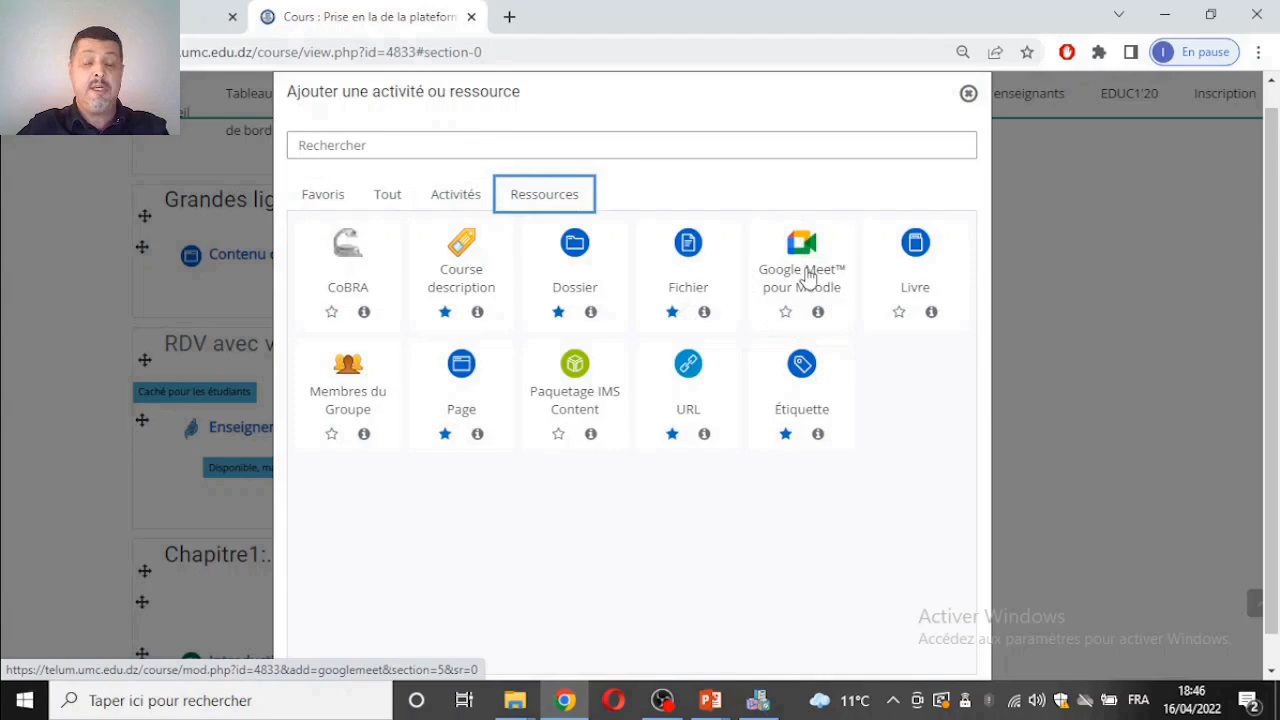 Cours : Prise en la de la plateform
.umc.edu.dz/course/view.php?id=4833#section-0
En pause
Tableau
de bord
enseignants
EDUC1'20
Inscription
Ajouter une activité ou ressource
Rechercher
Favoris
Tout
Activités
Ressources
CoBRA
Course
description
Dossier
Fichier
Google Meet™
pour Moodle
Livre
Membres du
Groupe
Page
Paquetage IMS
Content
URL
Étiquette
Grandes lig
Contenu
RDV avec v
Caché pour les étudiants
Enseigner
Disponible, ma
Chapitre1:.
Activer Windows
Accédez aux paramètres pour activer Windows.
https://telum.umc.edu.dz/course/mod.php?id=4833&add=googlemeet&section=5&sr=0
Taper ici pour rechercher
11°C
FRA
18:46
16/04/2022
2